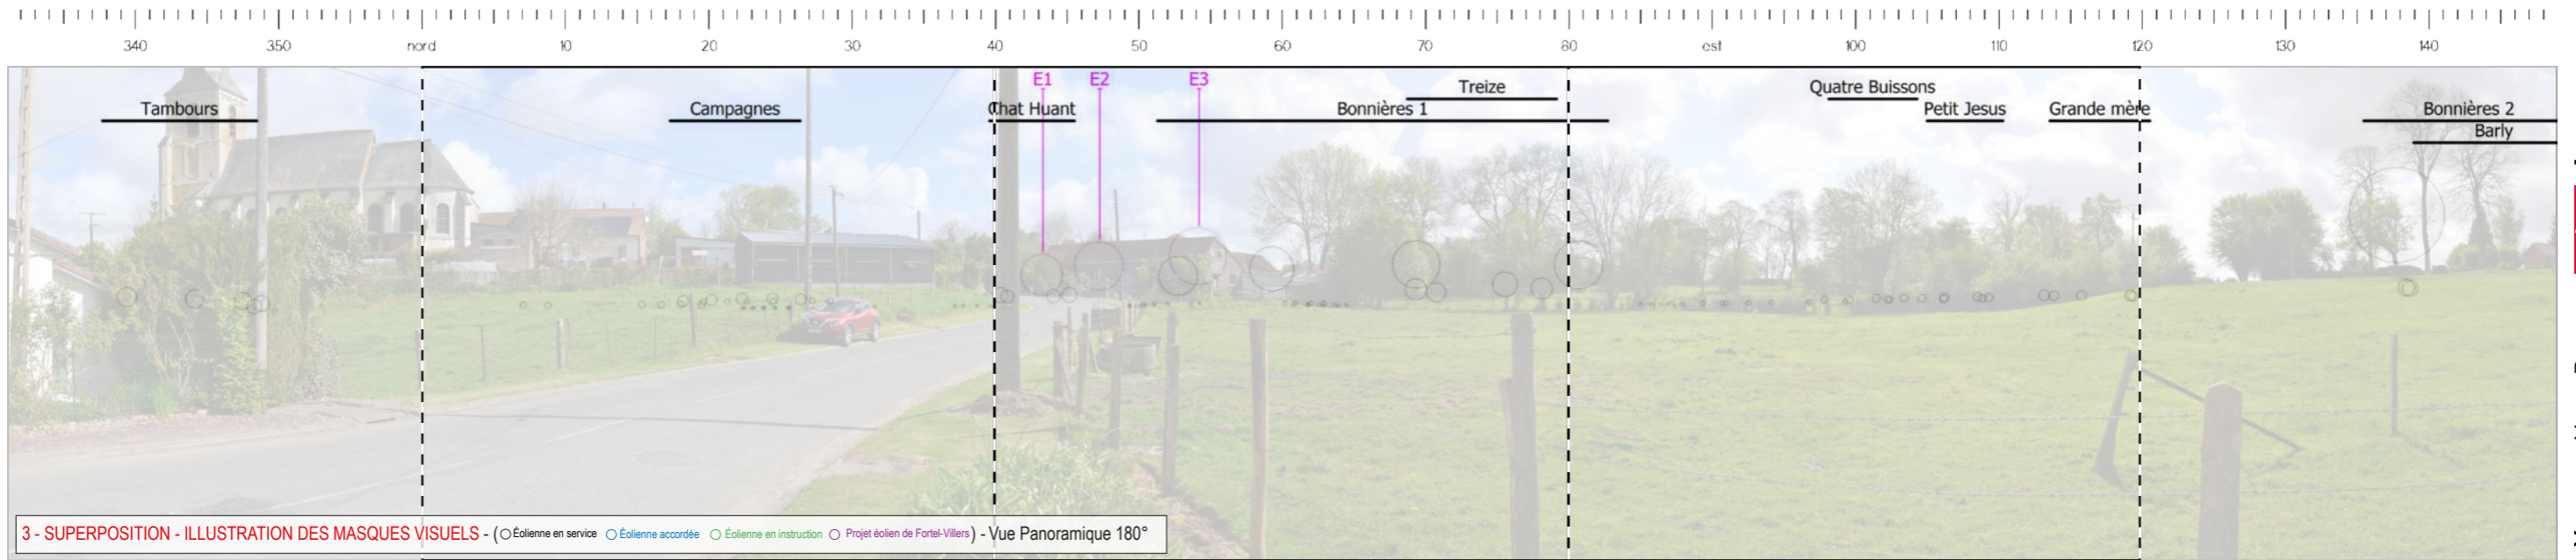 340 350 nord 10 20 30 40 50 60 70 80 est 100 110 120 130 140
E1 E2 E3 Treize Quatre Buissons
Tambours Campagnes Chat Huant Bonnières 1 Petit Jesus Grande mère Bonnières 2
Barly
3 - SUPERPOSITION - ILLUSTRATION DES MASQUES VISUELS - ( Éolienne en service Éolienne accordée Éolienne en instruction Projet éolien de Fortel-Villers ) - Vue Panoramique 180°